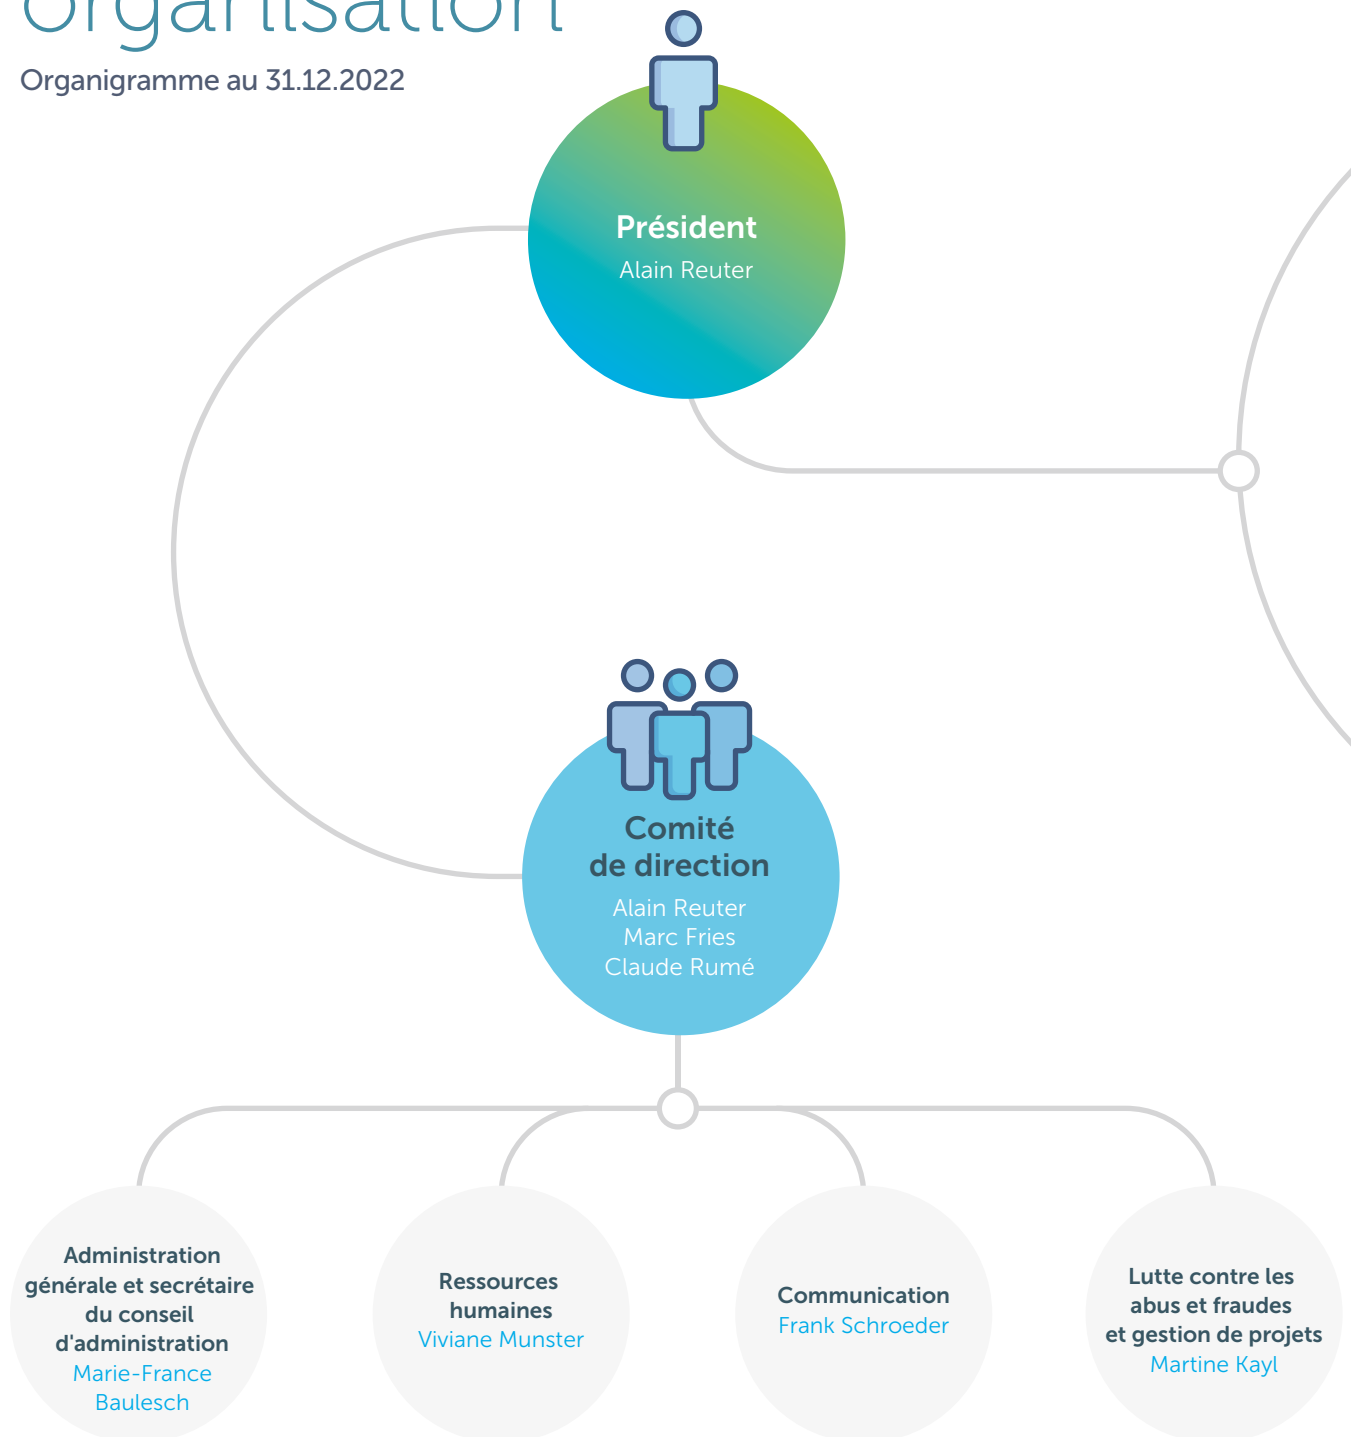 organisation
Organigramme au 31.12.2022
Président
Alain Reuter
Comité
de direction
Alain Reuter
Marc Fries
Claude Rumé
Administration
générale et secrétaire
du conseil
d'administration
Marie-France
Baulesch
Ressources
humaines
Viviane Munster
Communication
Frank Schroeder
Lutte contre les
abus et fraudes
et gestion de projets
Martine Kayl